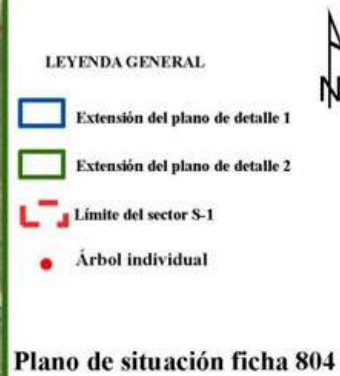 N
LEYENDA GENERAL
Extensión del plano de detalle 1
Extensión del plano de detalle 2
Límite del sector S-1
Árbol individual
Plano de situación ficha 804